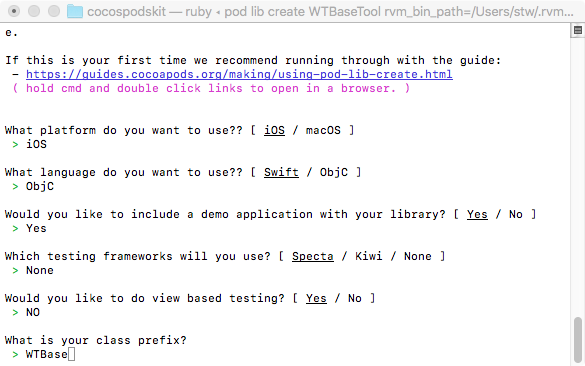 cocospodskit — ruby ◂ pod lib create WTBaseTool rvm_bin_path=/Users/stw/.rvm...
e.
If this is your first time we recommend running through with the guide:
– https://guides.cocoapods.org/making/using-pod-lib-create.html
( hold cmd and double click links to open in a browser. )
What platform do you want to use?? [ iOS / macOS ]
> iOS
What language do you want to use?? [ Swift / ObjC ]
> ObjC
Would you like to include a demo application with your library? [ Yes / No ]
> Yes
Which testing frameworks will you use? [ Specta / Kiwi / None ]
> None
Would you like to do view based testing? [ Yes / No ]
> NO
What is your class prefix?
> WTBase